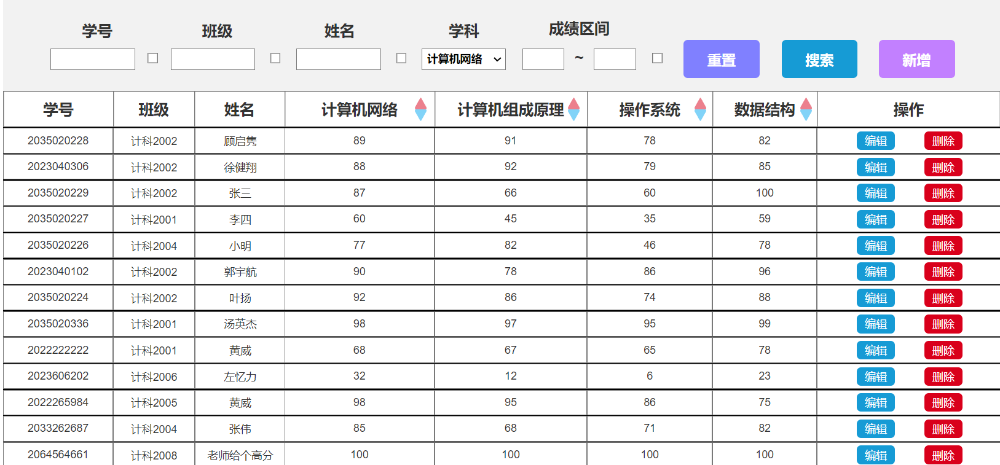 学号 班级 姓名 学科 成绩区间
计算机网络 ~ 重置 搜索 新增
学号 班级 姓名 计算机网络 计算机组成原理 操作系统 数据结构 操作
2035020228 计科2002 顾启隽 89 91 78 82 编辑 删除
2023040306 计科2002 徐健翔 88 92 79 85 编辑 删除
2035020229 计科2002 张三 87 66 60 100 编辑 删除
2035020227 计科2001 李四 60 45 35 59 编辑 删除
2035020226 计科2004 小明 77 82 46 78 编辑 删除
2023040102 计科2002 郭宇航 90 78 86 96 编辑 删除
2035020224 计科2002 叶扬 92 86 74 88 编辑 删除
2035020336 计科2001 汤英杰 98 97 95 99 编辑 删除
2022222222 计科2001 黄威 68 67 65 78 编辑 删除
2023606202 计科2006 左忆力 32 12 6 23 编辑 删除
2022265984 计科2005 黄威 98 95 86 75 编辑 删除
2033262687 计科2004 张伟 85 68 71 82 编辑 删除
2064564661 计科2008 老师给个高分 100 100 100 100 编辑 删除